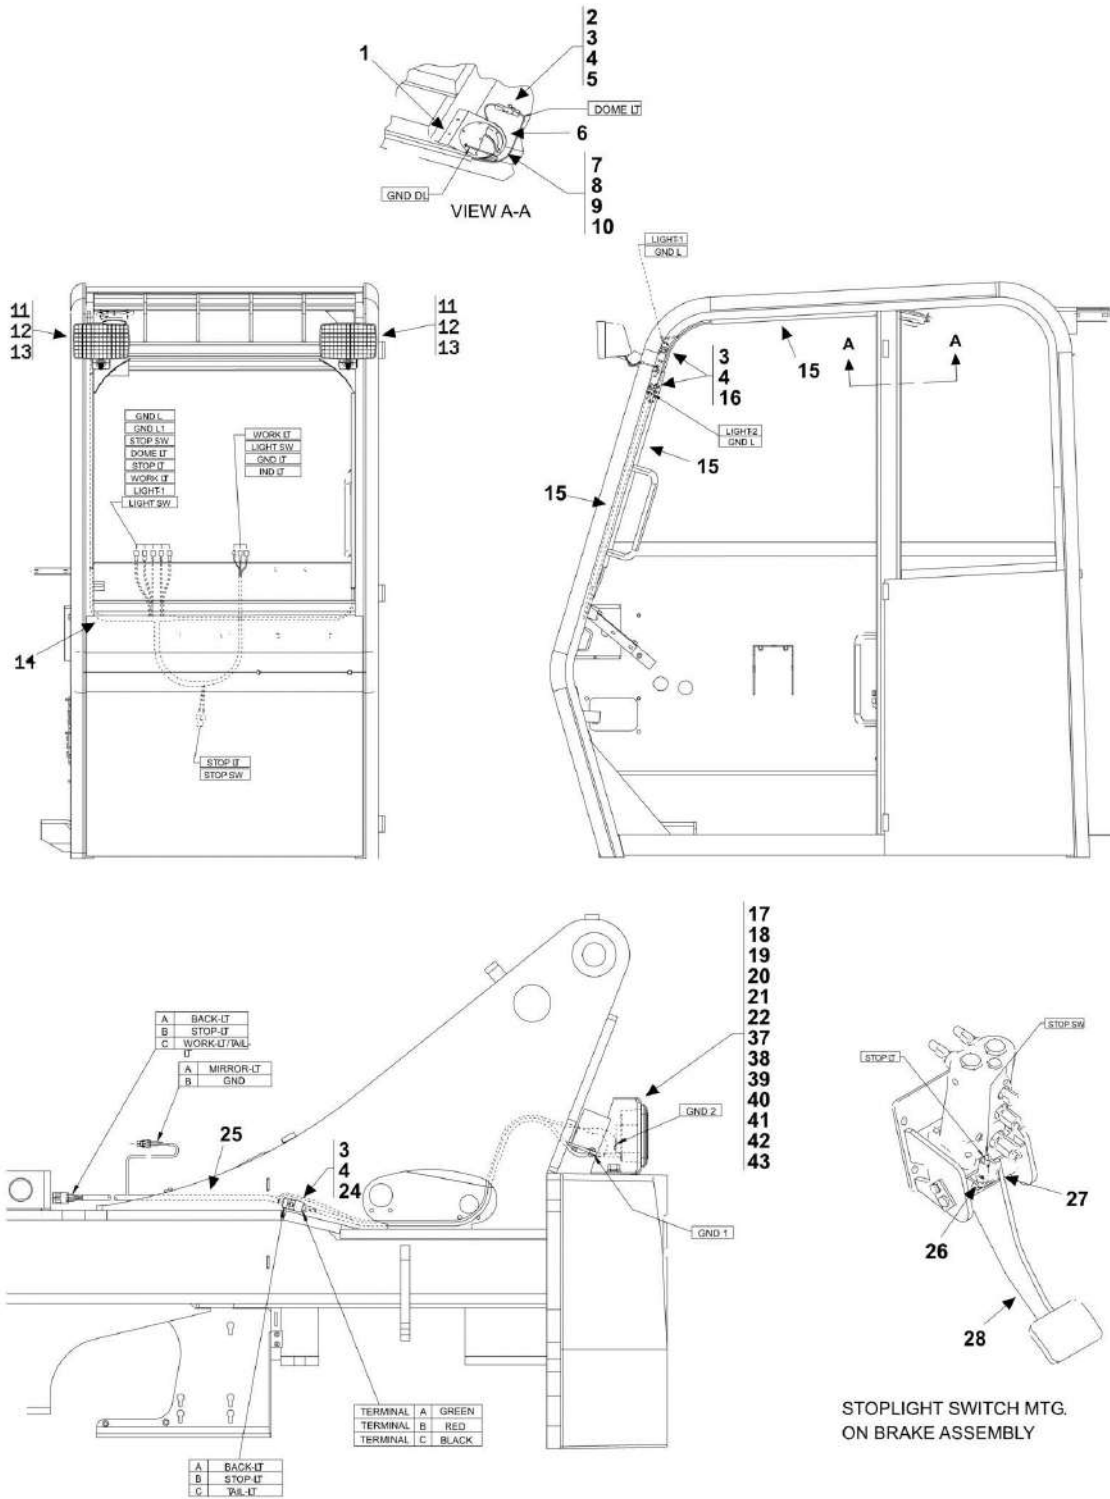 2
3
4
5
1
DOME LT
6
GND DL
7
8
9
10
VIEW A-A
LIGHT-1
GND L
11
12
13
11
12
13
15
A
A
3
4
16
LIGHT-2
GND L
15
15
GND L
GND L1
STOP SW
DOME LT
STOP LT
WORK LT
LIGHT-1
LIGHT SW
WORK LT
LIGHT SW
GND LT
IND LT
14
STOP LT
STOP SW
17
18
19
20
21
22
37
38
39
40
41
42
43
A BACK-LT
B STOP-LT
C WORK-LT/TAIL-
LT
A MIRROR-LT
B GND
25
3
4
24
GND 2
GND 1
STOP SW
STOP LT
27
26
28
TERMINAL A GREEN
TERMINAL B RED
TERMINAL C BLACK
A BACK-LT
B STOP-LT
C TAIL-LT
STOPLIGHT SWITCH MTG.
ON BRAKE ASSEMBLY